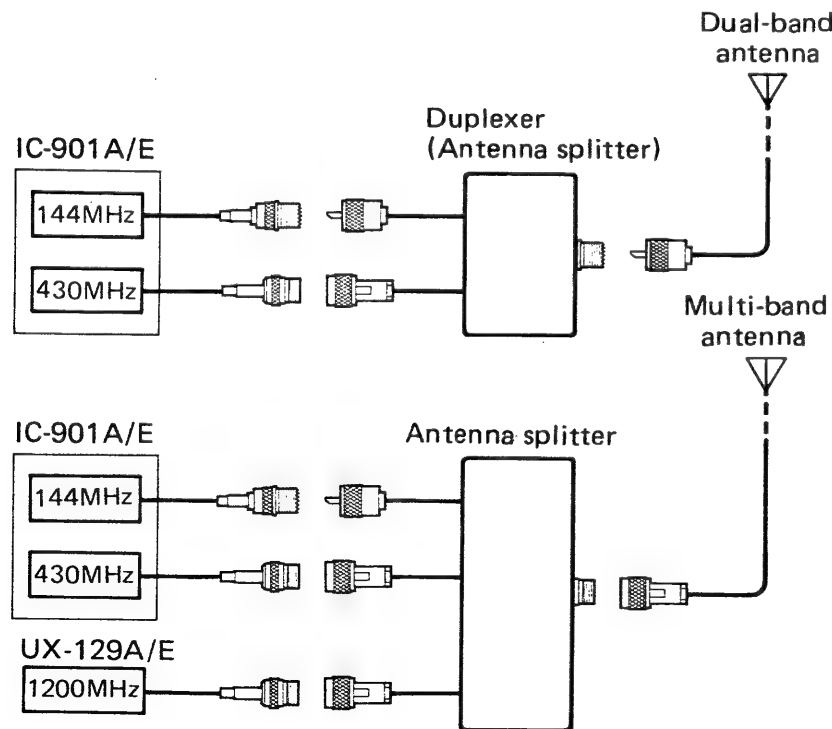 Dual-band
antenna
Duplexer
(Antenna splitter)
IC-901A/E
144MHz
430MHz
Multi-band
antenna
IC-901A/E
Antenna splitter
144MHz
430MHz
UX-129A/E
1200MHz